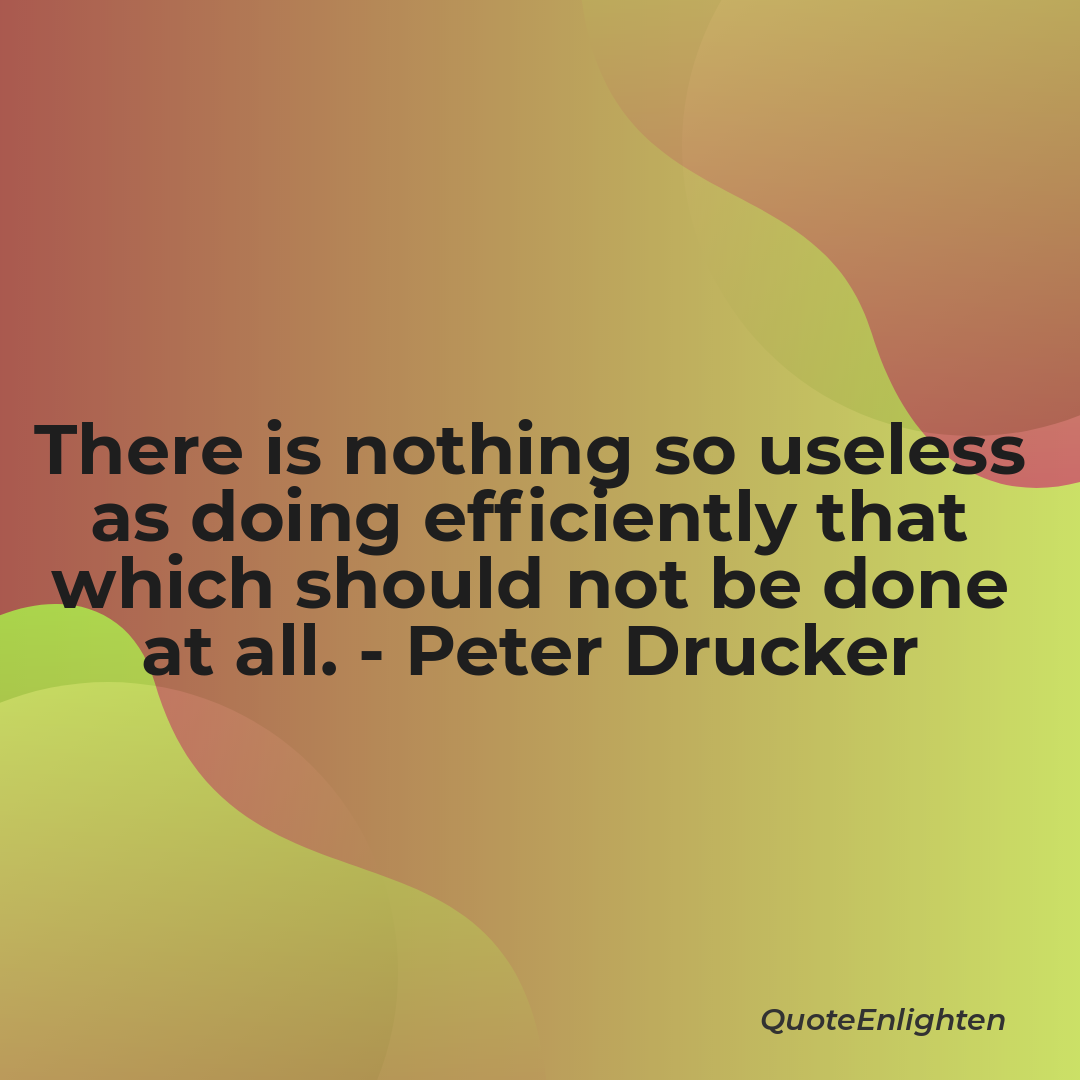 There is nothing so useless
as doing efficiently that
which should not be done
at all. - Peter Drucker
QuoteEnlighten